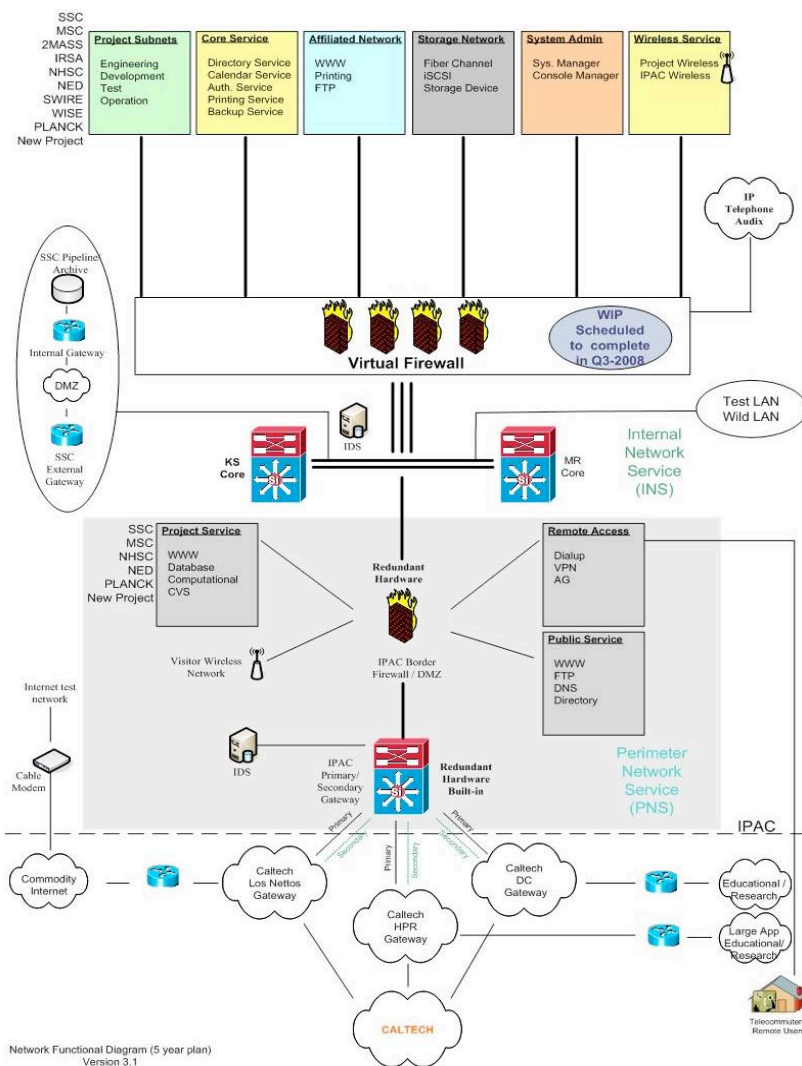 SSC
MSC
2MASS
IRSA
NHSC
NED
SWIRE
WISE
PLANCK
New Project
Project Subnets
Engineering
Development
Test
Operation
Core Service
Directory Service
Calendar Service
Auth. Service
Printing Service
Backup Service
Affiliated Network
WWW
Printing
FTP
Storage Network
Fiber Channel
iSCSI
Storage Device
System Admin
Sys. Manager
Console Manager
Wireless Service
Project Wireless
IPAC Wireless
IP
Telephone
Audix
SSC Pipeline/
Archive
Internal Gateway
DMZ
SSC
External
Gateway
Virtual Firewall
WIP
Scheduled
to complete
in Q3-2008
IDS
Test LAN
Wild LAN
KS
Core
Si
Si
MR
Core
Internal
Network
Service
(INS)
SSC
MSC
NHSC
NED
PLANCK
New Project
Project Service
WWW
Database
Computational
CVS
Redundant
Hardware
IPAC Border
Firewall / DMZ
Remote Access
Dialup
VPN
AG
Public Service
WWW
FTP
DNS
Directory
Visitor Wireless
Network
Internet test
network
Cable
Modem
IDS
IPAC
Primary/
Secondary
Gateway
Si
Redundant
Hardware
Built-in
Perimeter
Network
Service
(PNS)
IPAC
Primary
Secondary
Primary
Secondary
Primary
Secondary
Commodity
Internet
Caltech
Los Nettos
Gateway
Caltech
HPR
Gateway
Caltech
DC
Gateway
Educational /
Research
Large App
Educational/
Research
CALTECH
Telecommuter
Remote User
Network Functional Diagram (5 year plan)
Version 3.1